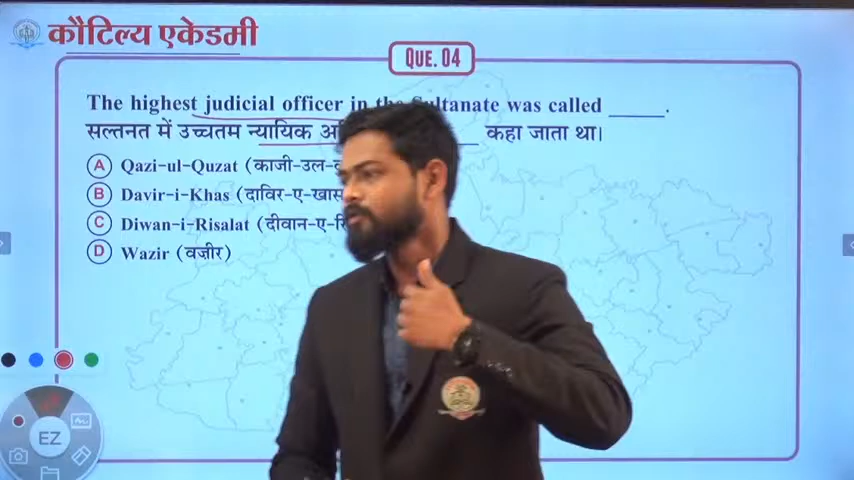 कौटिल्य एकेडमी
QUE. 04
The highest judicial officer in the Sultanate was called _____.
सल्तनत में उच्चतम न्यायिक कहा जाता था।
A Qazi-ul-Quzat (काजी-उल-
B Davir-i-Khas (दाविर-ए-खास
C Diwan-i-Risalat (दीवान-ए-
D Wazir (वज़ीर)
EZ